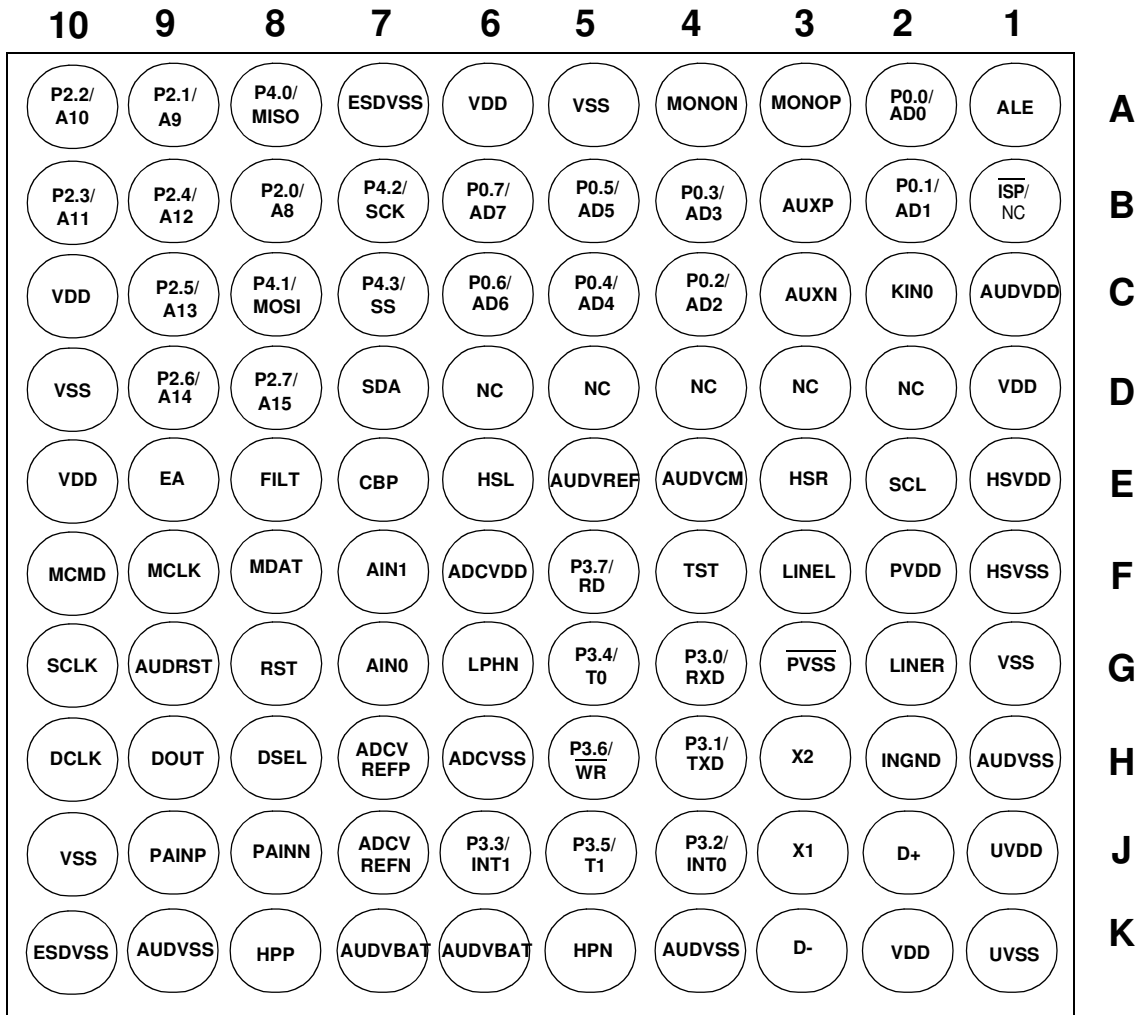 10 9 8 7 6 5 4 3 2 1
P2.2/ P2.1/ P4.0/ ESDVSS VDD VSS MONON MONOP P0.0/ ALE A
A10 A9 MISO AD0
P2.3/ P2.4/ P2.0/ P4.2/ P0.7/ P0.5/ P0.3/ AUXP P0.1/ ISP/ B
A11 A12 A8 SCK AD7 AD5 AD3 AD1 NC
VDD P2.5/ P4.1/ P4.3/ P0.6/ P0.4/ P0.2/ AUXN KIN0 AUDVDD C
A13 MOSI SS AD6 AD4 AD2
VSS P2.6/ P2.7/ SDA NC NC NC NC NC VDD D
A14 A15
VDD EA FILT CBP HSL AUDVREF AUDVCM HSR SCL HSVDD E
MCMD MCLK MDAT AIN1 ADCVDD P3.7/ TST LINEL PVDD HSVSS F
RD
SCLK AUDRST RST AIN0 LPHN P3.4/ P3.0/ PVSS LINER VSS G
T0 RXD
DCLK DOUT DSEL ADCV ADCVSS P3.6/ P3.1/ X2 INGND AUDVSS H
REFP WR TXD
VSS PAINP PAINN ADCV P3.3/ P3.5/ P3.2/ X1 D+ UVDD J
REFN INT1 T1 INT0
ESDVSS AUDVSS HPP AUDVBAT AUDVBAT HPN AUDVSS D- VDD UVSS K